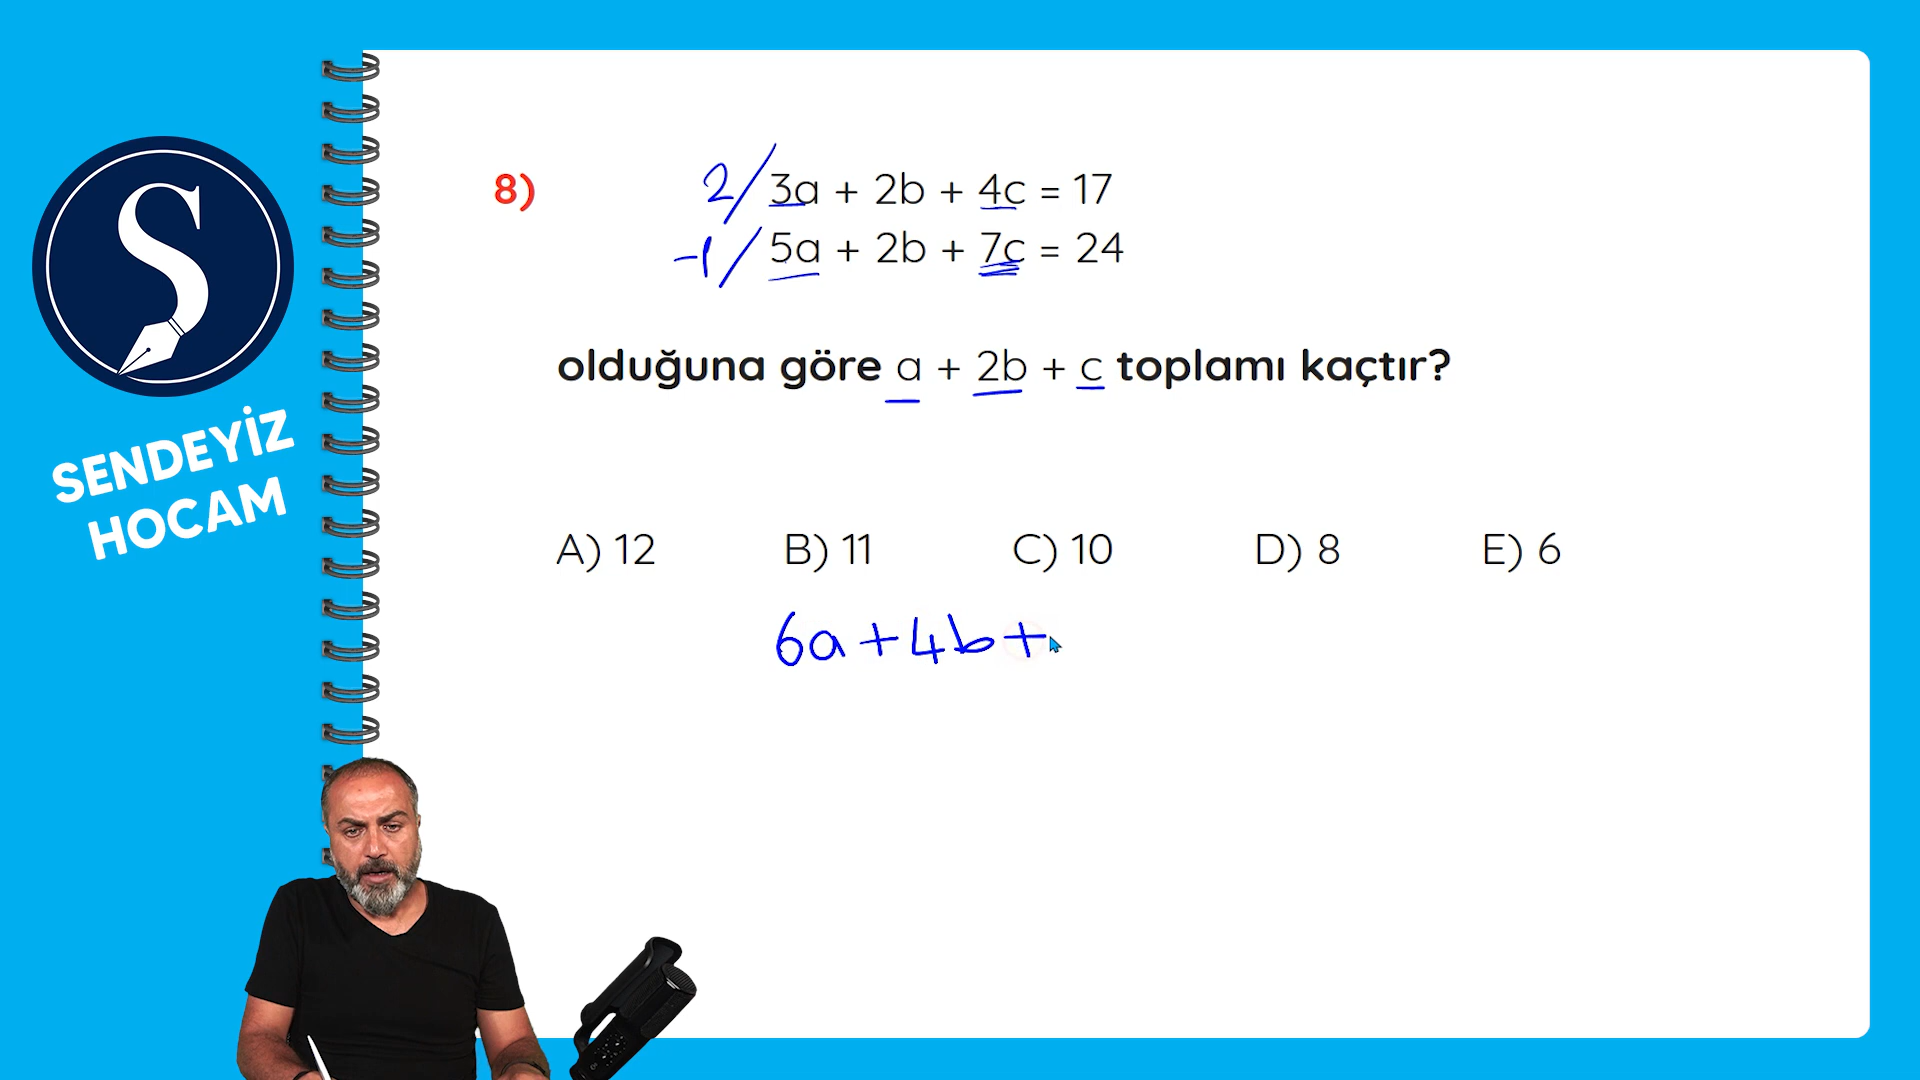 S
SENDEYİZ
HOCAM
8)
2/ 3a + 2b + 4c = 17
-1/ 5a + 2b + 7c = 24
olduğuna göre a + 2b + c toplamı kaçtır?
A) 12 B) 11 C) 10 D) 8 E) 6
6a + 4b +